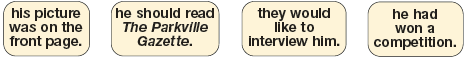 his picture
was on the
front page.
he should read
The Parkville
Gazette.
they would
like to
interview him.
he had
won a
competition.